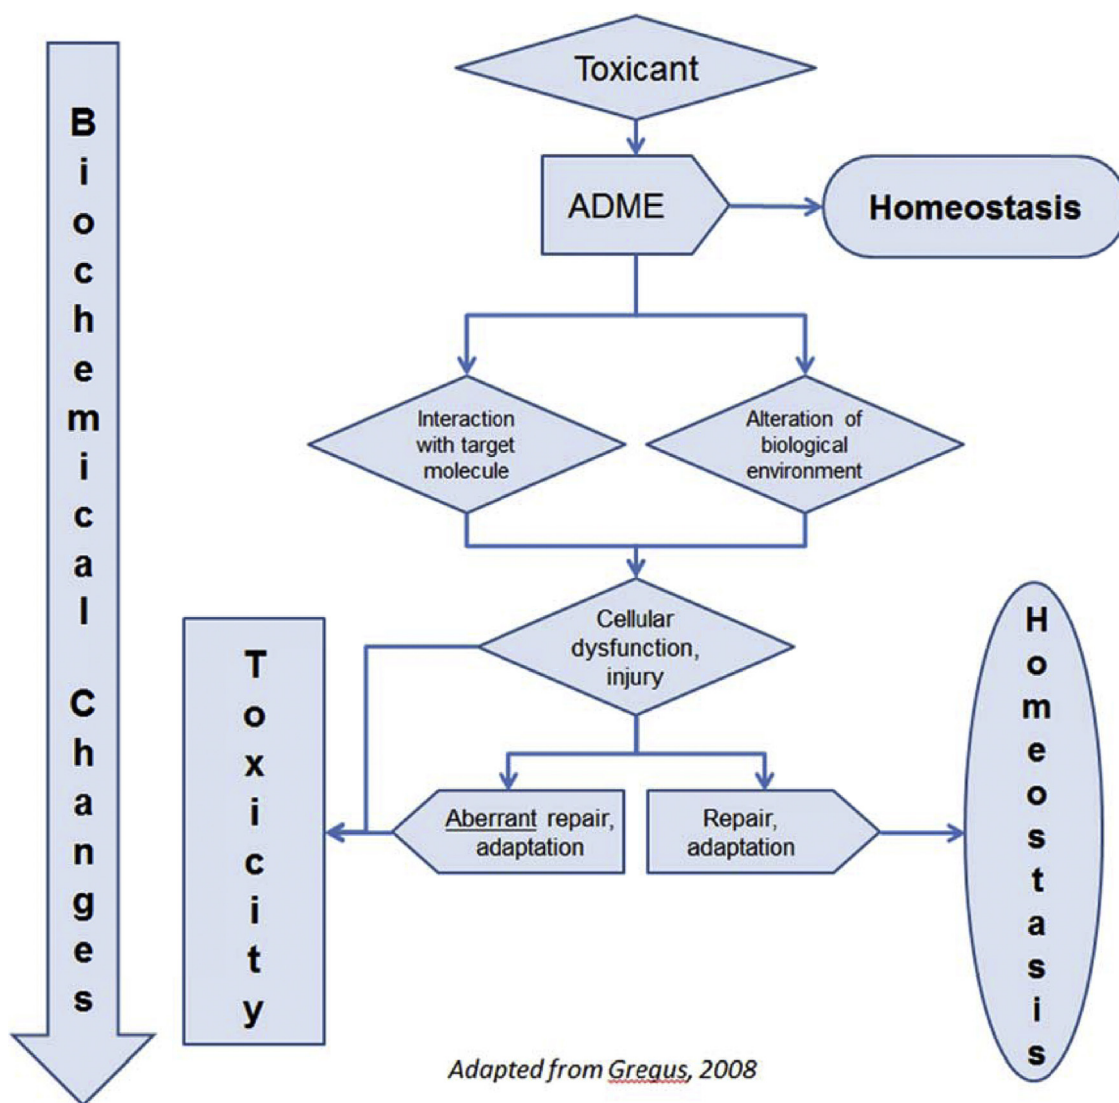 Biochemical Changes
Toxicant
ADME
Homeostasis
Interaction
with target
molecule
Alteration of
biological
environment
Cellular
dysfunction,
injury
Toxicity
Aberrant repair,
adaptation
Repair,
adaptation
Homeostasis
Adapted from Gregus, 2008